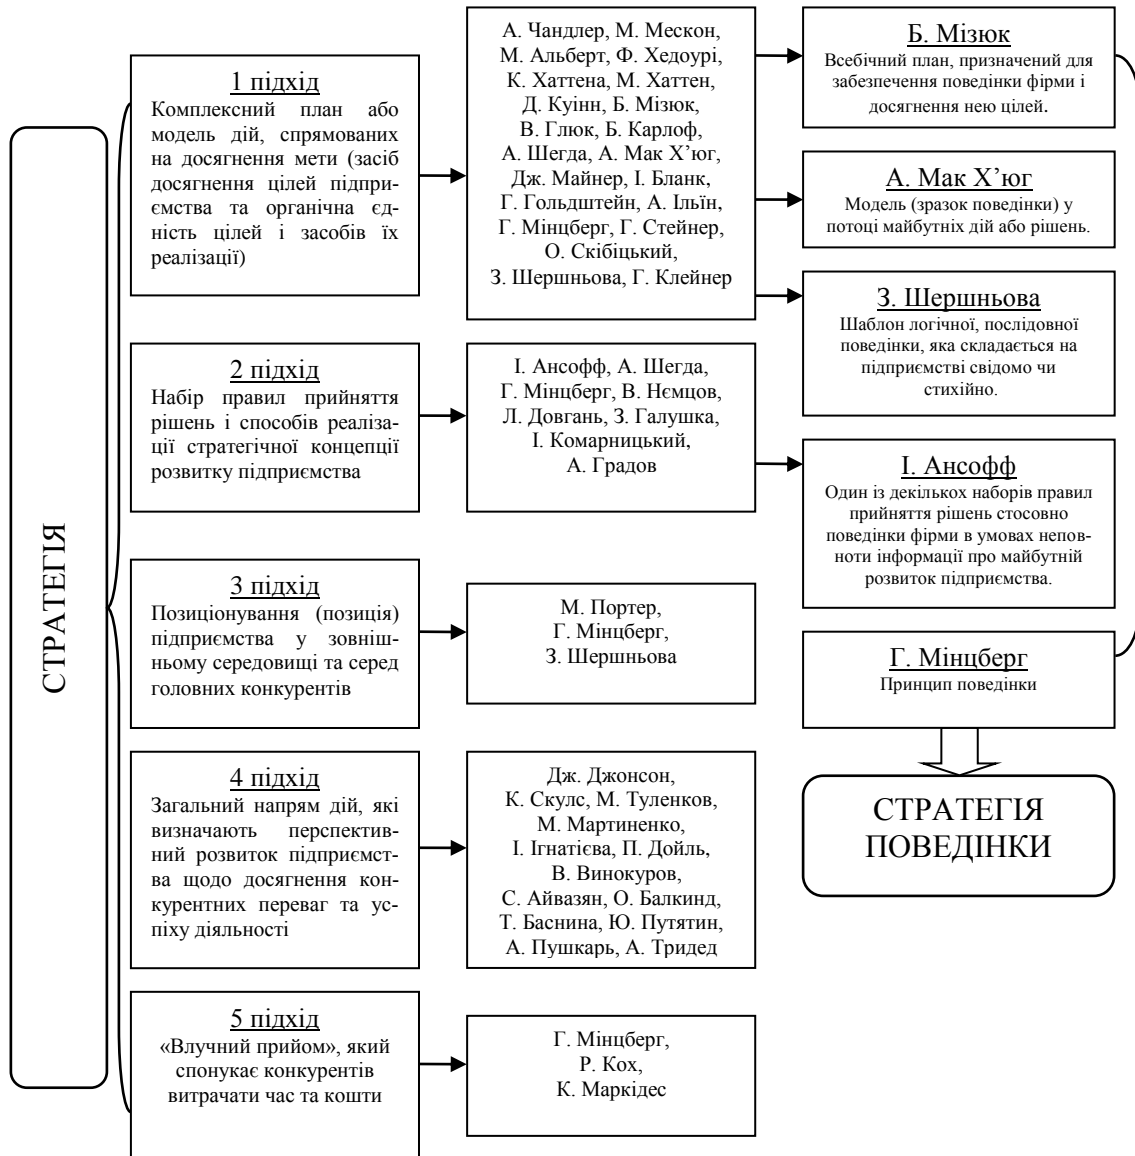 СТРАТЕГІЯ
1 підхід
Комплексний план або
модель дій, спрямованих
на досягнення мети (засіб
досягнення цілей підпри-
ємства та органічна єд-
ність цілей і засобів їх
реалізації)
А. Чандлер, М. Мескон,
М. Альберт, Ф. Хедоурі,
К. Хаттена, М. Хаттен,
Д. Куінн, Б. Мізюк,
В. Глюк, Б. Карлоф,
А. Шегда, А. Мак Х’юг,
Дж. Майнер, І. Бланк,
Г. Гольдштейн, А. Ільїн,
Г. Мінцберг, Г. Стейнер,
О. Скібіцький,
З. Шершньова, Г. Клейнер
Б. Мізюк
Всебічний план, призначений для
забезпечення поведінки фірми і
досягнення нею цілей.
А. Мак Х’юг
Модель (зразок поведінки) у
потоці майбутніх дій або рішень.
З. Шершньова
Шаблон логічної, послідовної
поведінки, яка складається на
підприємстві свідомо чи
стихійно.
2 підхід
Набір правил прийняття
рішень і способів реаліза-
ції стратегічної концепції
розвитку підприємства
І. Ансофф, А. Шегда,
Г. Мінцберг, В. Нємцов,
Л. Довгань, З. Галушка,
І. Комарницький,
А. Градов
І. Ансофф
Один із декількох наборів правил
прийняття рішень стосовно
поведінки фірми в умовах непов-
ноти інформації про майбутній
розвиток підприємства.
3 підхід
Позиціонування (позиція)
підприємства у зовніш-
ньому середовищі та серед
головних конкурентів
М. Портер,
Г. Мінцберг,
З. Шершньова
Г. Мінцберг
Принцип поведінки
4 підхід
Загальний напрям дій, які
визначають перспектив-
ний розвиток підприємст-
ва щодо досягнення кон-
курентних переваг та ус-
піху діяльності
Дж. Джонсон,
К. Скулс, М. Туленков,
М. Мартиненко,
І. Ігнатієва, П. Дойль,
В. Винокуров,
С. Айвазян, О. Балкинд,
Т. Баснина, Ю. Путятин,
А. Пушкарь, А. Тридед
СТРАТЕГІЯ
ПОВЕДІНКИ
5 підхід
«Влучний прийом», який
спонукає конкурентів
витрачати час та кошти
Г. Мінцберг,
Р. Кох,
К. Маркідес